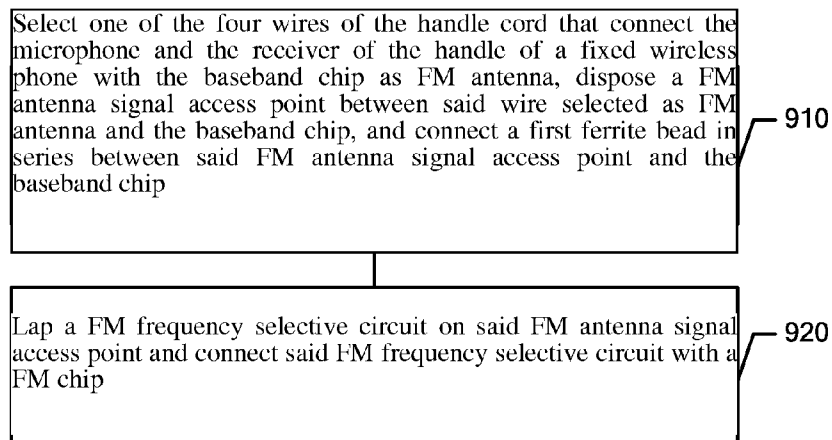 Select one of the four wires of the handle cord that connect the
microphone and the receiver of the handle of a fixed wireless
phone with the baseband chip as FM antenna, dispose a FM
antenna signal access point between said wire selected as FM
antenna and the baseband chip, and connect a first ferrite bead in
series between said FM antenna signal access point and the
baseband chip
910
Lap a FM frequency selective circuit on said FM antenna signal
access point and connect said FM frequency selective circuit with a
FM chip
920